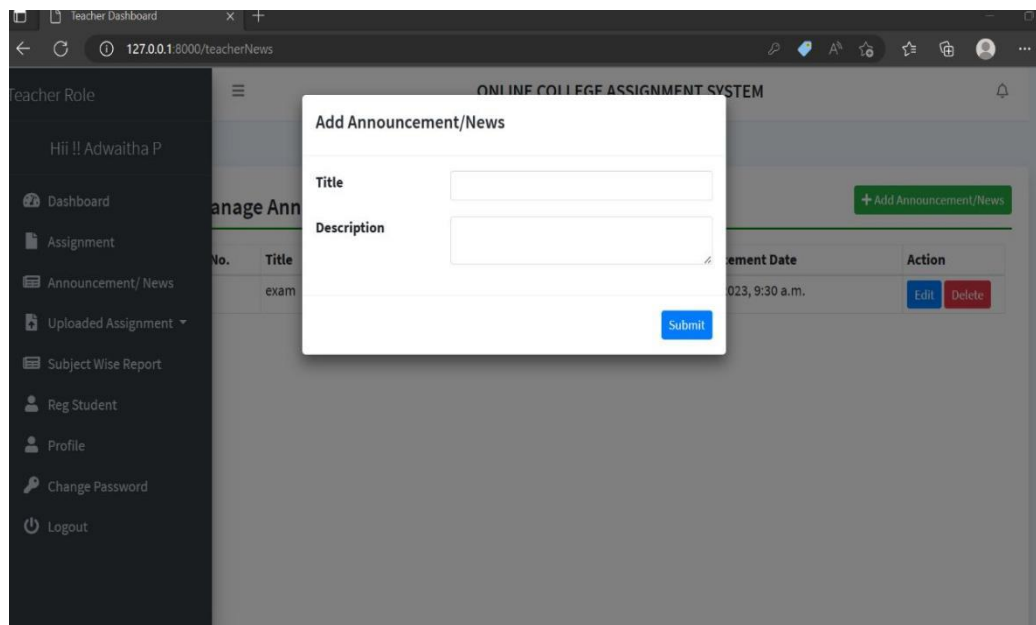 Teacher Dashboard
127.0.0.1:8000/teacherNews
Teacher Role
ONLINE COLLEGE ASSIGNMENT SYSTEM
Hii !! Adwaitha P
Add Announcement/News
Title
Description
Submit
Dashboard
Assignment
Announcement/ News
Uploaded Assignment
Subject Wise Report
Reg Student
Profile
Change Password
Logout
anage Ann
+ Add Announcement/News
No. Title ement Date Action
exam 023, 9:30 a.m. Edit Delete